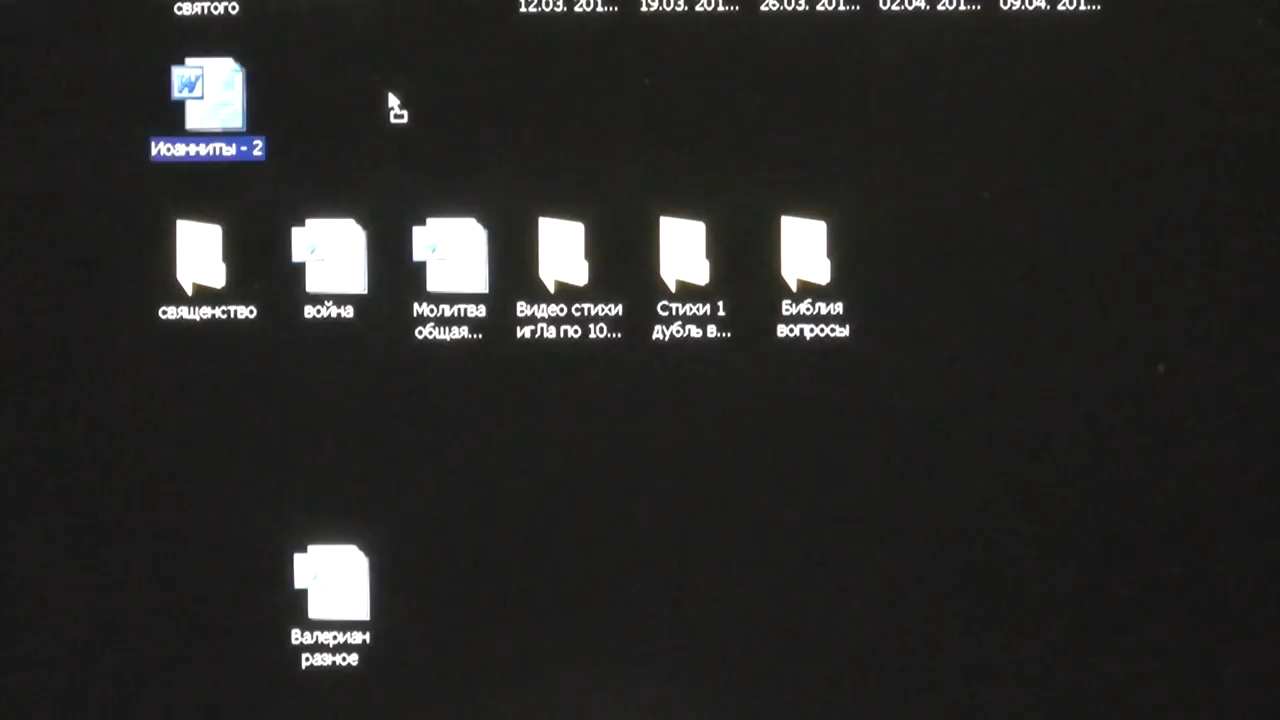 святого
12.03. 201...
19.03. 201...
26.03. 201...
02.04. 201...
09.04. 201...
Иоанниты - 2
священство
война
Молитва
общая...
Видео стихи
игЛа по 10...
Стихи 1
дубль в...
Библия
вопросы
Валериан
разное